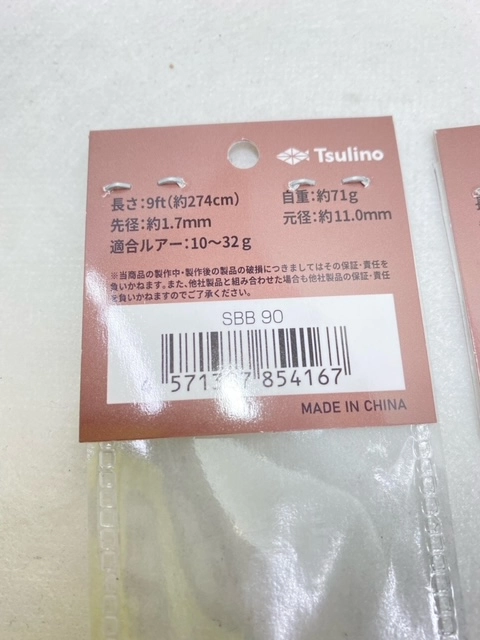 Tsulino
長さ:9ft(約274cm)
自重:約71g
先径:約1.7mm
元径:約11.0mm
適合ルアー:10〜32g
※当商品の製作中・製作後の製品の破損につきましてはその保証・責任を
負いかねます。また、他社製品と組み合わせた場合も他社製品の保証・責任
を負いかねますのでご了承ください。
SBB 90
854167
MADE IN CHINA